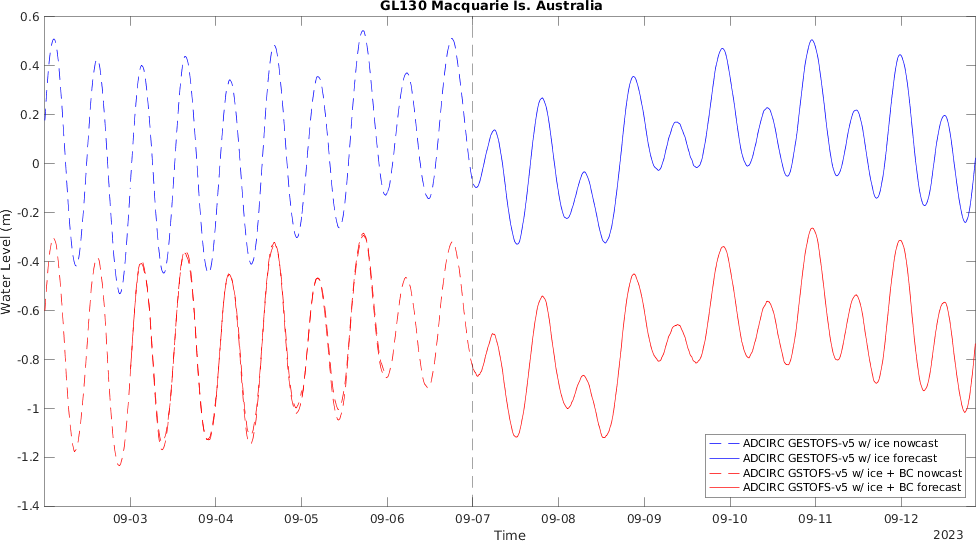 GL130 Macquarie Is. Australia
0.6
0.4
0.2
0
-0.2
-0.4
-0.6
-0.8
-1
-1.2
-1.4
Water Level (m)
ADCIRC GESTOFS-v5 w/ ice nowcast
ADCIRC GESTOFS-v5 w/ ice forecast
ADCIRC GSTOFS-v5 w/ ice + BC nowcast
ADCIRC GSTOFS-v5 w/ ice + BC forecast
09-03 09-04 09-05 09-06 09-07 09-08 09-09 09-10 09-11 09-12
Time
2023